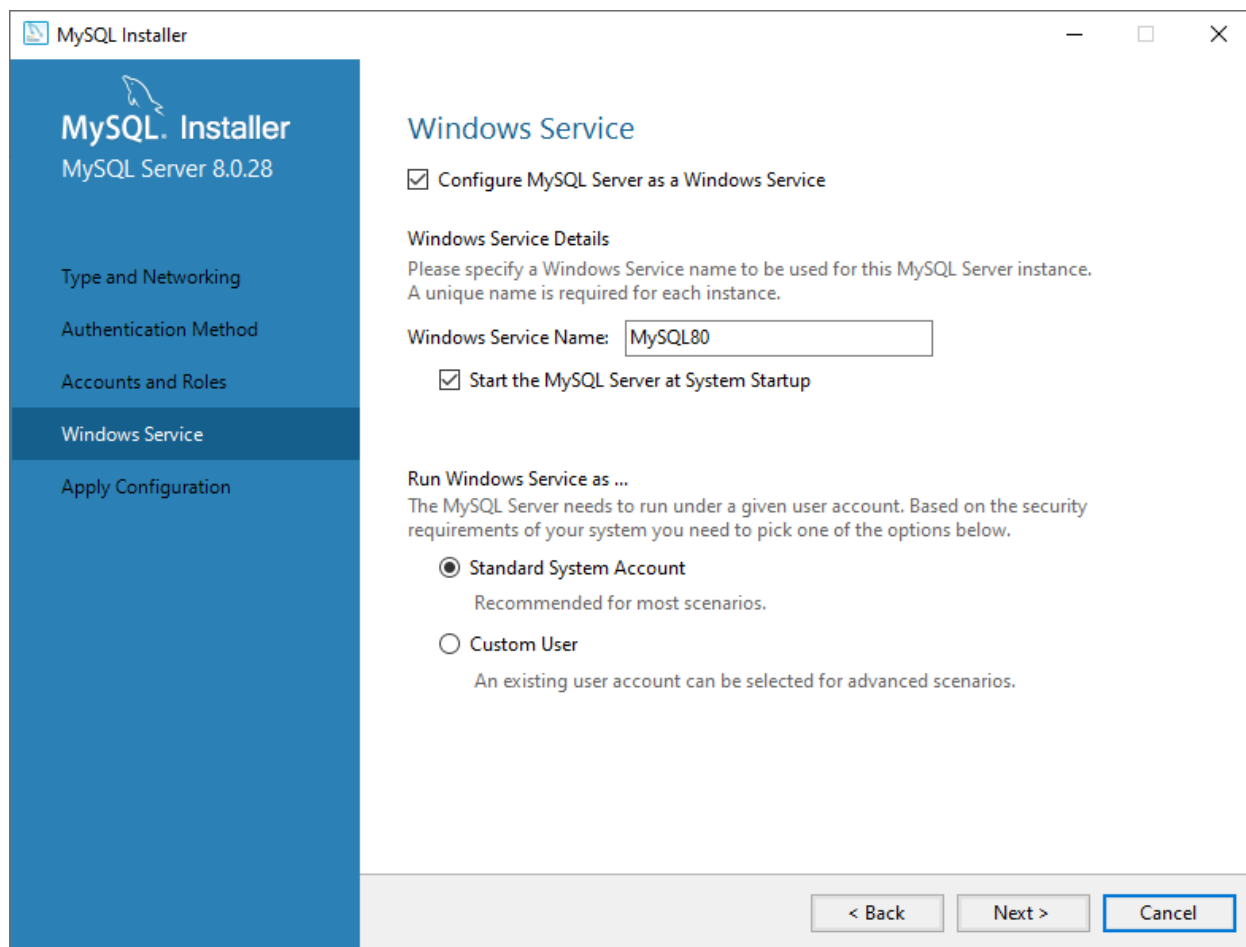 MySQL Installer
MySQL. Installer
MySQL Server 8.0.28
Type and Networking
Authentication Method
Accounts and Roles
Windows Service
Apply Configuration
Windows Service
Configure MySQL Server as a Windows Service
Windows Service Details
Please specify a Windows Service name to be used for this MySQL Server instance.
A unique name is required for each instance.
Windows Service Name: MySQL80
Start the MySQL Server at System Startup
Run Windows Service as ...
The MySQL Server needs to run under a given user account. Based on the security
requirements of your system you need to pick one of the options below.
Standard System Account
Recommended for most scenarios.
Custom User
An existing user account can be selected for advanced scenarios.
< Back Next > Cancel